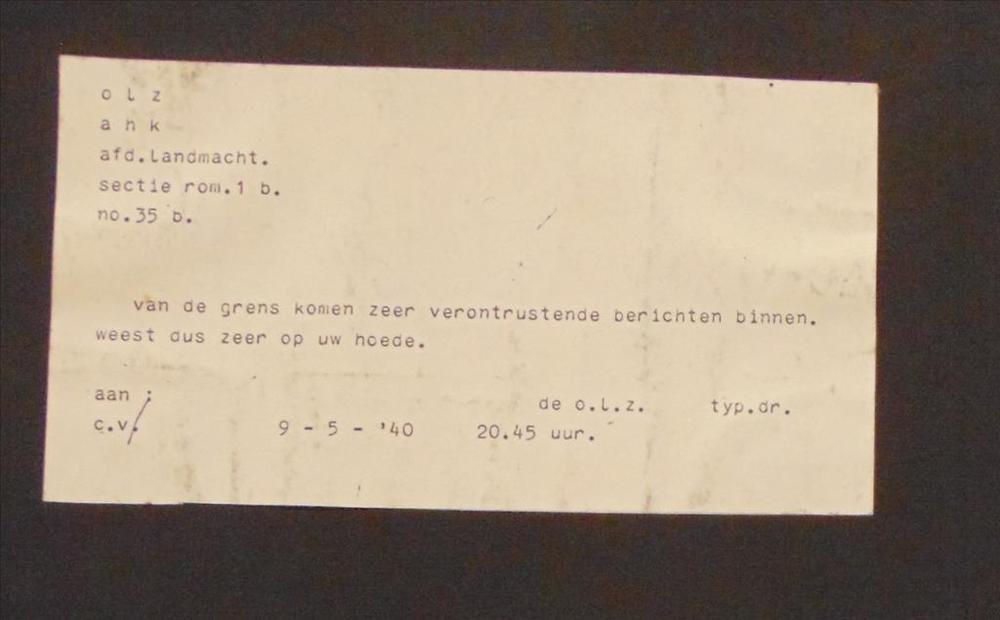 o l z
a h k
afd.landmacht.
sectie rom.1 b.
no.35 b.
van de grens komen zeer verontrustende berichten binnen.
weest dus zeer op uw hoede.
aan :
de o.l.z. typ.dr.
c.v. 9 - 5 - '40 20.45 uur.